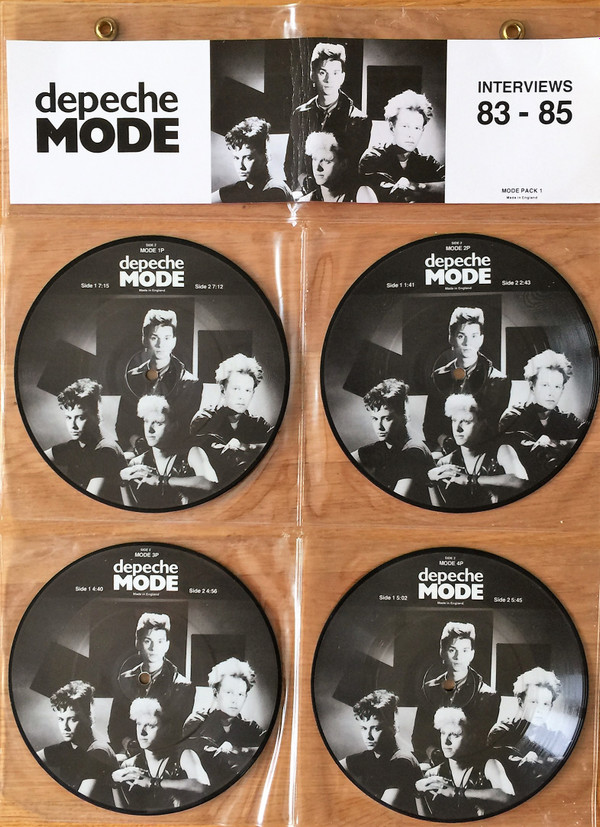 depeche
MODE
INTERVIEWS
83 - 85
MODE PACK 1
Made in England
SIDE 2
MODE 1P
depeche
MODE
Made in England
Side 1 7:15
Side 2 7:12
SIDE 2
MODE 2P
depeche
MODE
Made in England
Side 1 1:41
Side 2 2:43
SIDE 2
MODE 3P
depeche
MODE
Made in England
Side 1 4:40
Side 2 4:56
SIDE 2
MODE 4P
depeche
MODE
Made in England
Side 1 5:02
Side 2 5:45